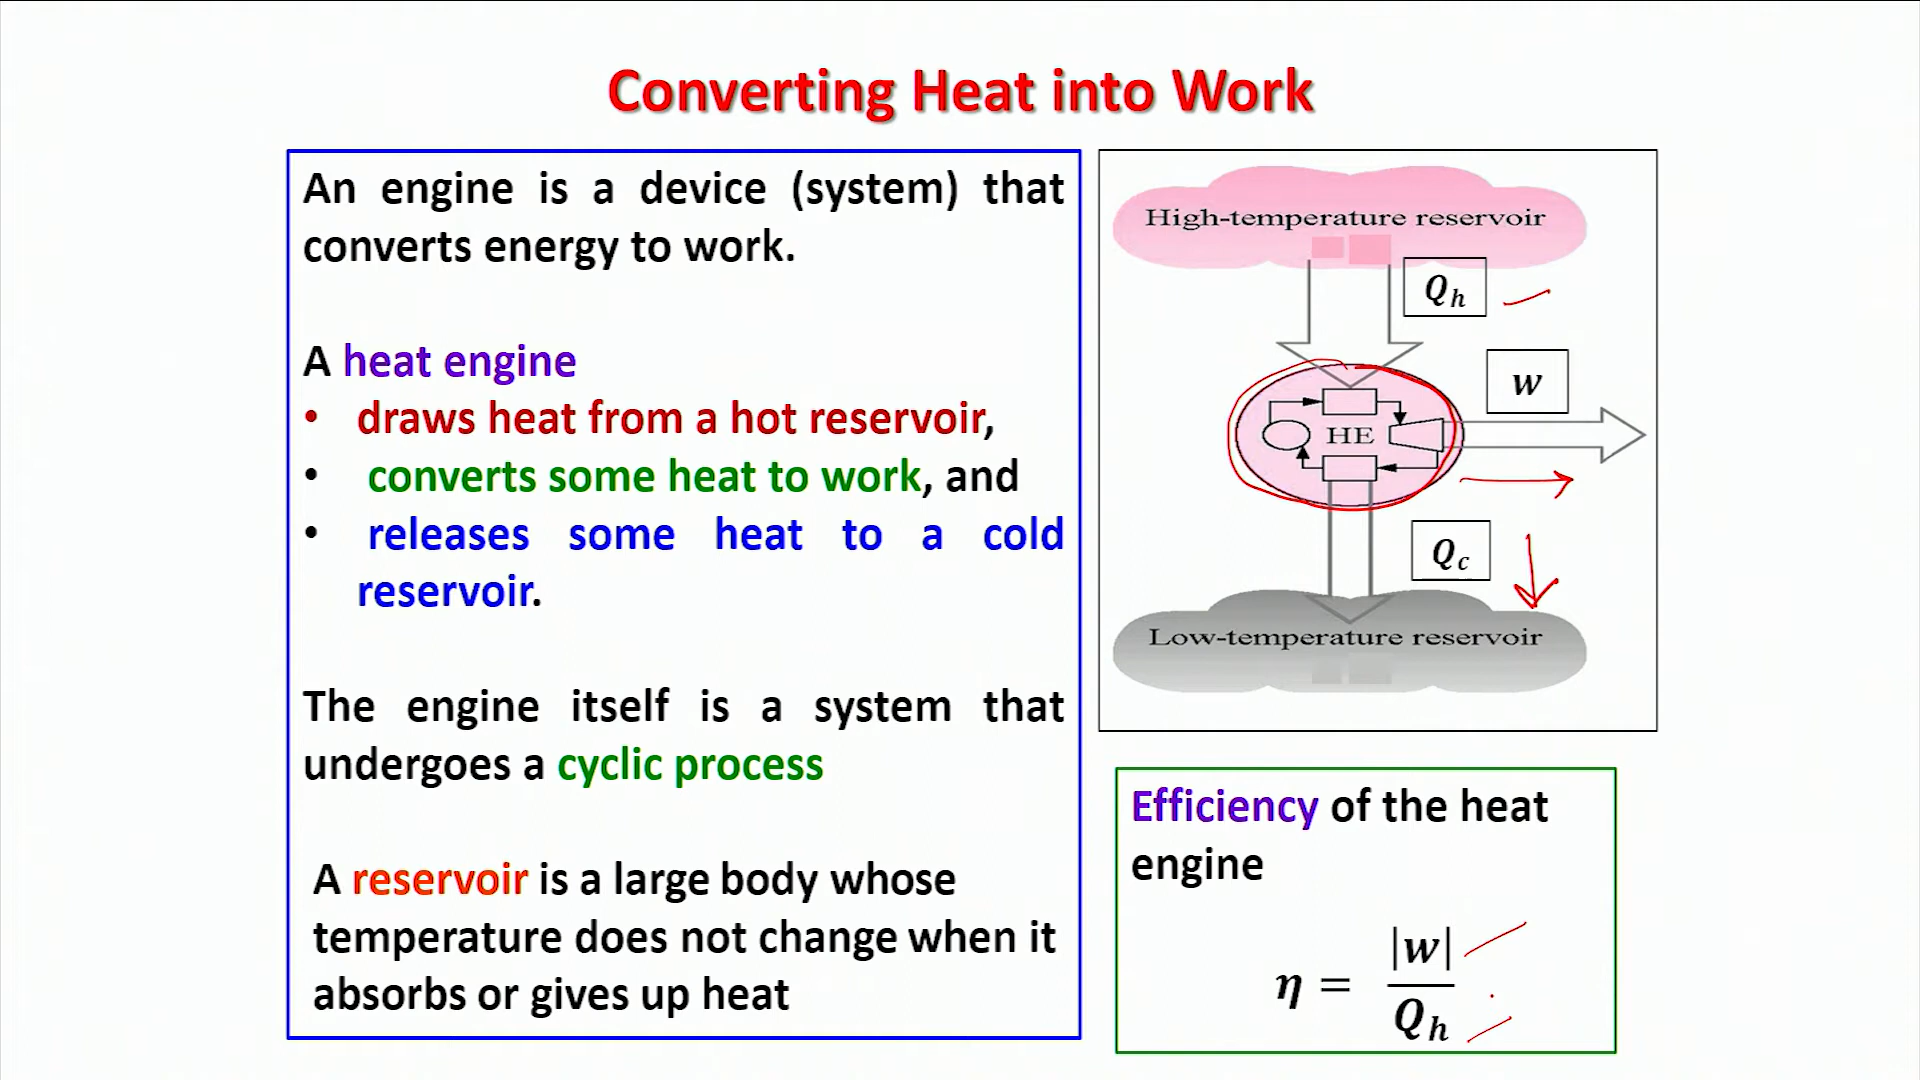 Converting Heat into Work
An engine is a device (system) that
converts energy to work.
A heat engine
• draws heat from a hot reservoir,
• converts some heat to work, and
• releases some heat to a cold
reservoir.
The engine itself is a system that
undergoes a cyclic process
A reservoir is a large body whose
temperature does not change when it
absorbs or gives up heat
High-temperature reservoir
Q_h
w
HE
Q_c
Low-temperature reservoir
Efficiency of the heat
engine
η = |w| / Q_h